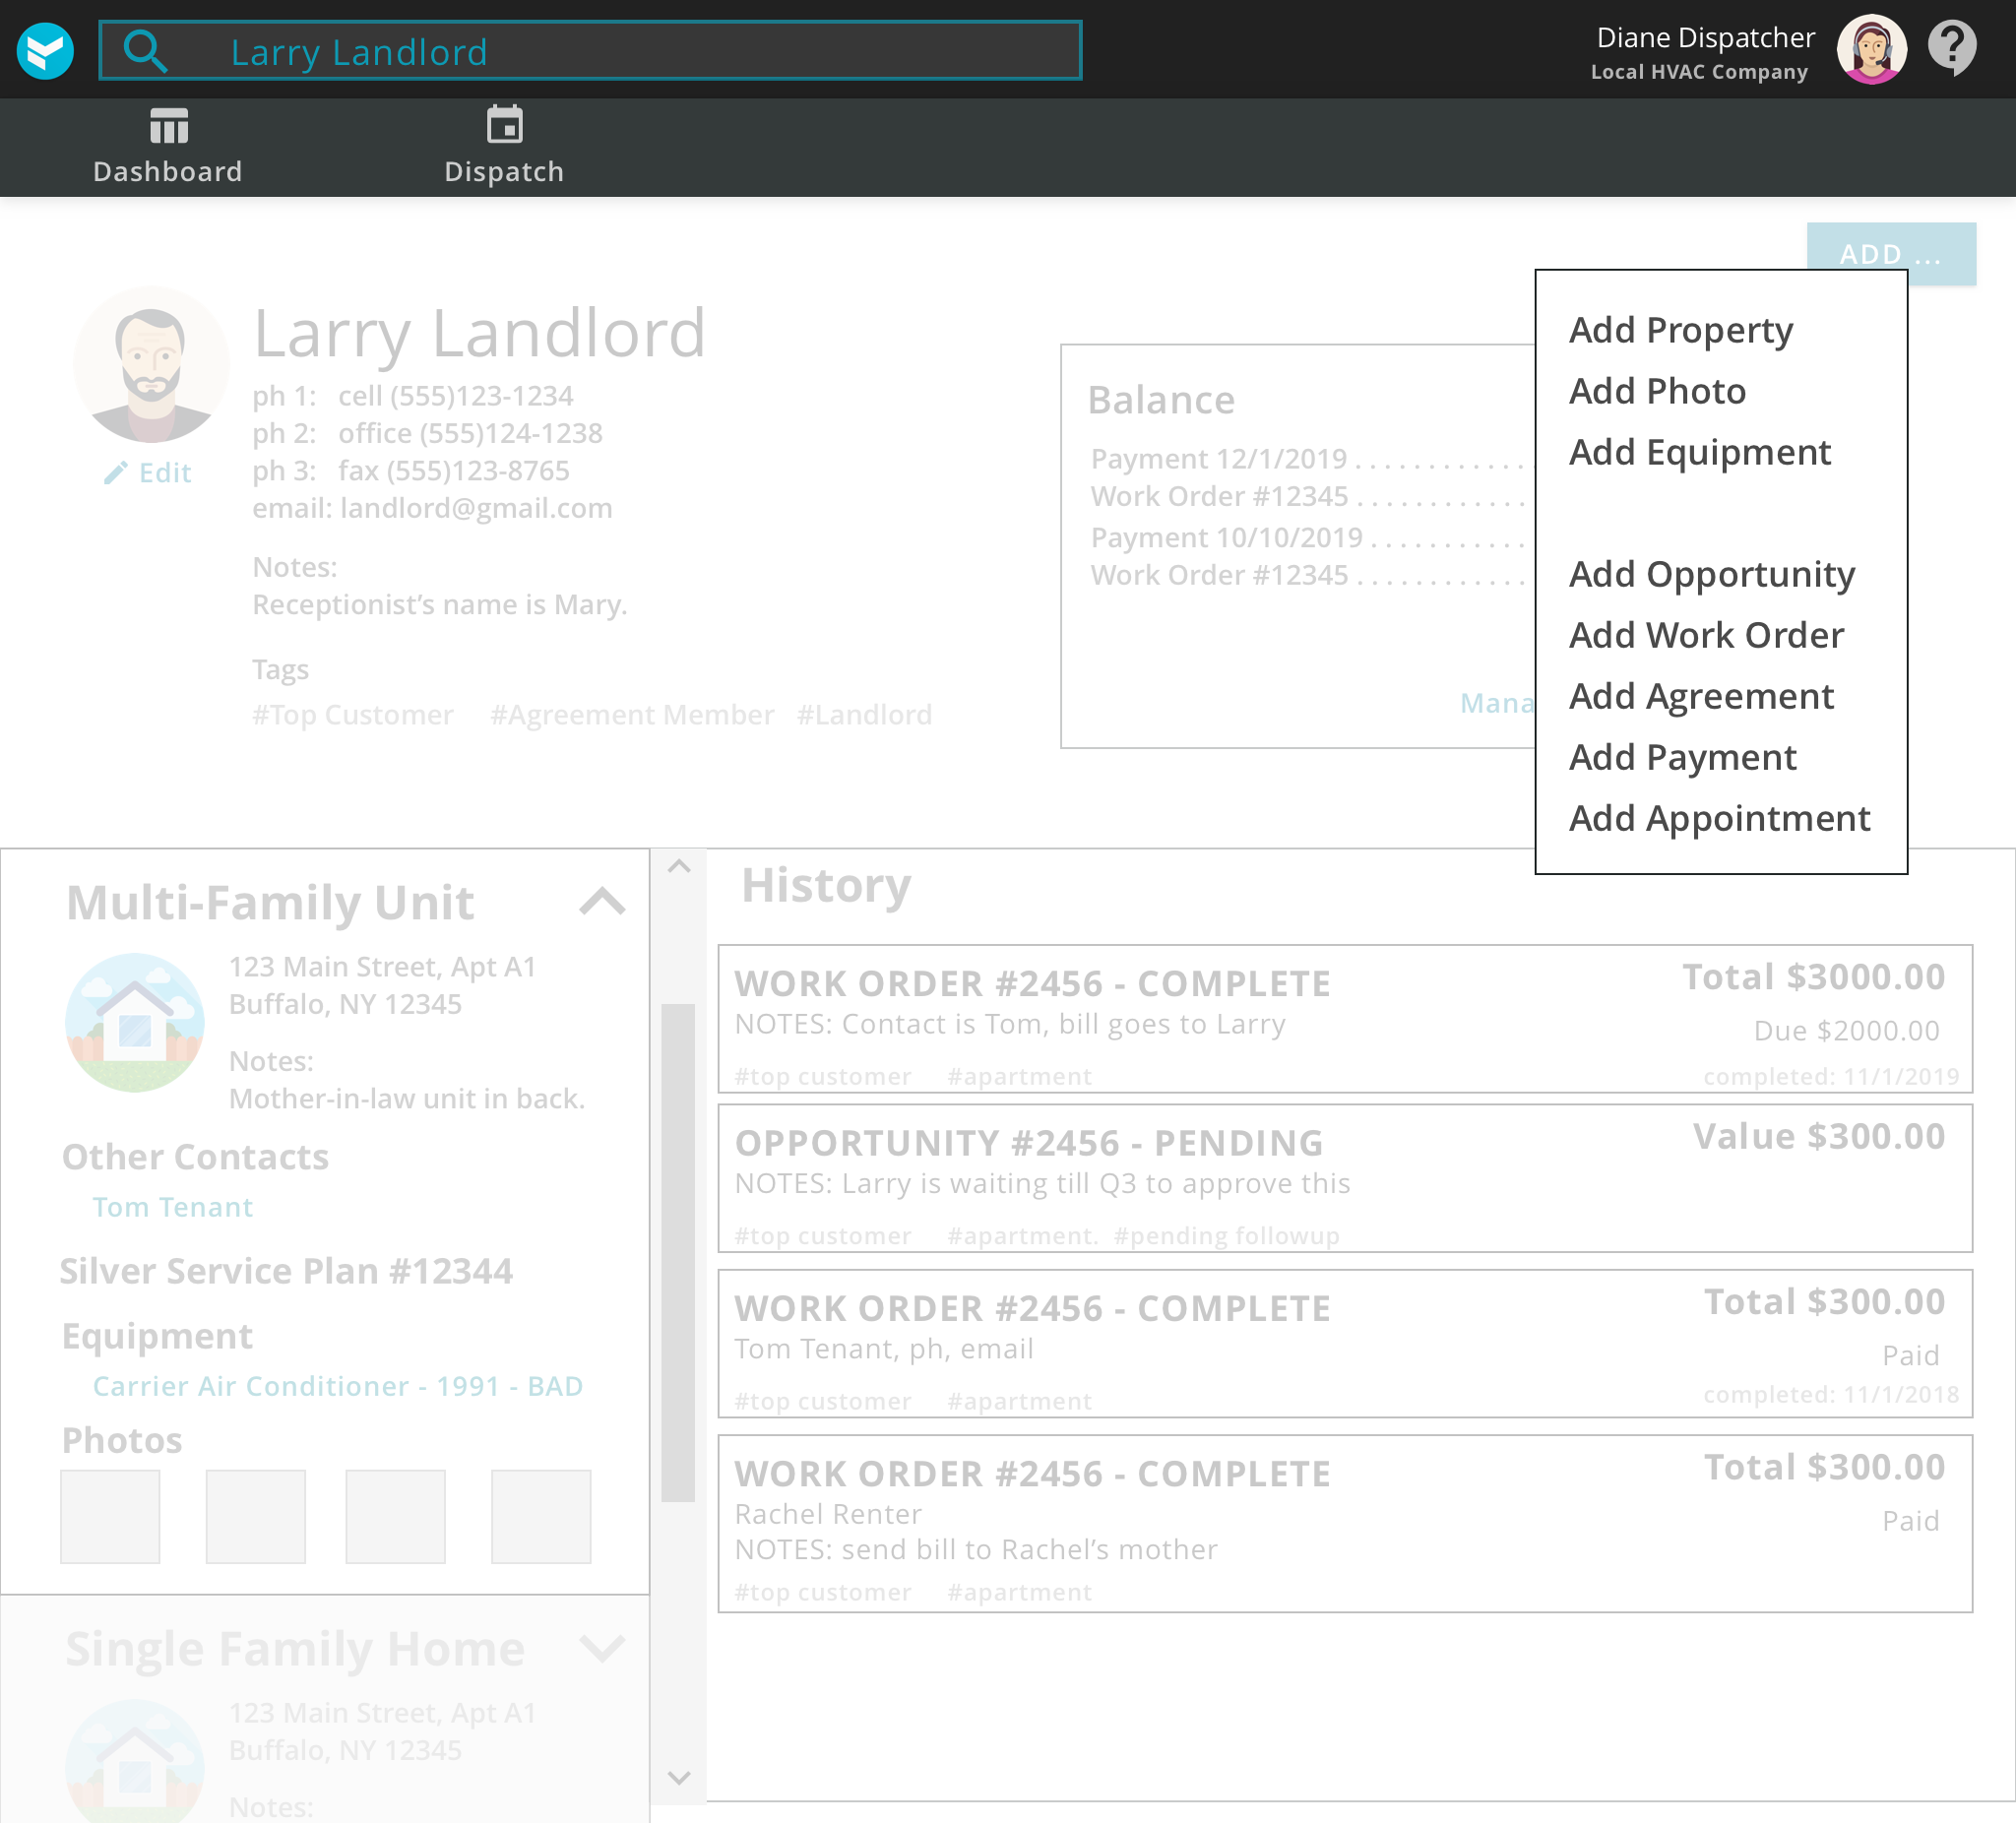 Larry Landlord
Diane Dispatcher
Local HVAC Company
Dashboard
Dispatch
ADD ...
Larry Landlord
ph 1: cell (555)123-1234
ph 2: office (555)124-1238
ph 3: fax (555)123-8765
email: landlord@gmail.com
Edit
Notes:
Receptionist’s name is Mary.
Tags
#Top Customer #Agreement Member #Landlord
Balance
Payment 12/1/2019 . . . . . . . . . . . . .
Work Order #12345 . . . . . . . . . . . .
Payment 10/10/2019 . . . . . . . . . . .
Work Order #12345 . . . . . . . . . . . .
Mana
Add Property
Add Photo
Add Equipment
Add Opportunity
Add Work Order
Add Agreement
Add Payment
Add Appointment
Multi-Family Unit
123 Main Street, Apt A1
Buffalo, NY 12345
Notes:
Mother-in-law unit in back.
Other Contacts
Tom Tenant
Silver Service Plan #12344
Equipment
Carrier Air Conditioner - 1991 - BAD
Photos
Single Family Home
123 Main Street, Apt A1
Buffalo, NY 12345
Notes:
History
WORK ORDER #2456 - COMPLETE
Total $3000.00
NOTES: Contact is Tom, bill goes to Larry
Due $2000.00
#top customer #apartment
completed: 11/1/2019
OPPORTUNITY #2456 - PENDING
Value $300.00
NOTES: Larry is waiting till Q3 to approve this
#top customer #apartment. #pending followup
WORK ORDER #2456 - COMPLETE
Total $300.00
Tom Tenant, ph, email
Paid
#top customer #apartment
completed: 11/1/2018
WORK ORDER #2456 - COMPLETE
Total $300.00
Rachel Renter
Paid
NOTES: send bill to Rachel’s mother
#top customer #apartment